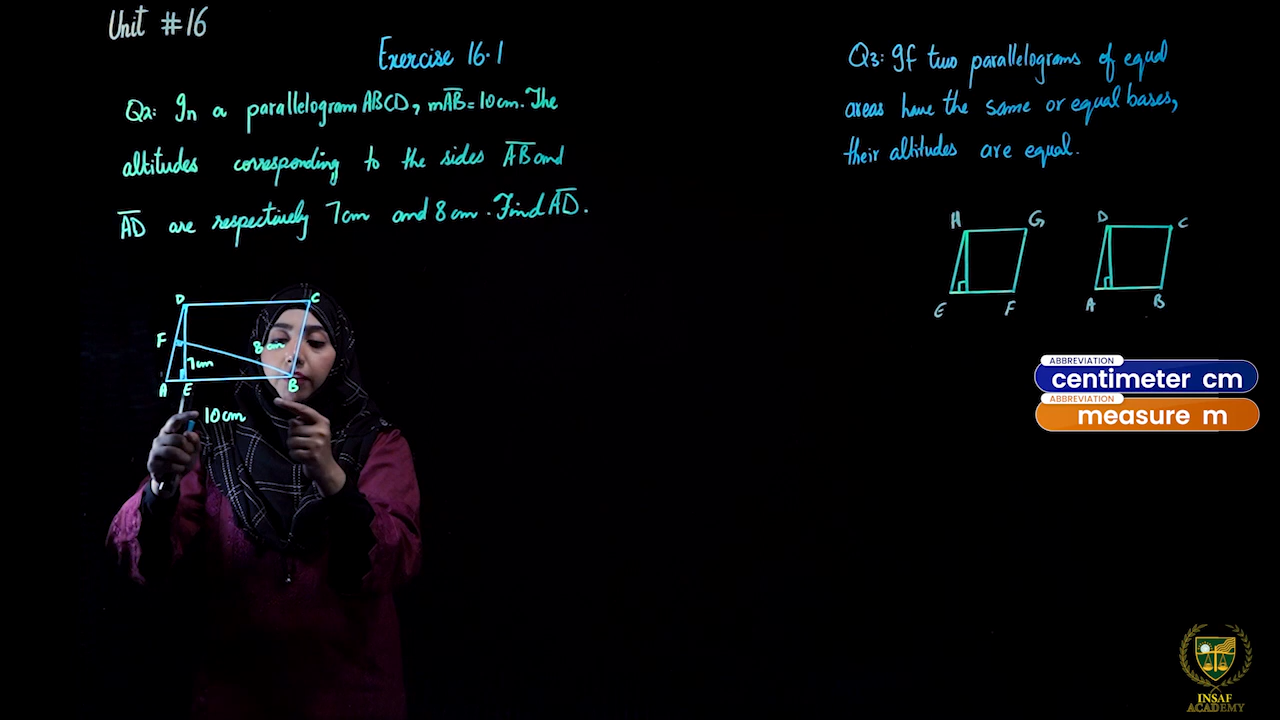 Unit #16
Exercise 16.1
Q2: In a parallelogram ABCD, mAB = 10cm. The
altitudes corresponding to the sides AB and
AD are respectively 7cm and 8cm. Find AD.
D C
F 8cm
7cm
A E B
10cm
Q3: If two parallelograms of equal
areas have the same or equal bases,
their altitudes are equal.
H G D C
E F A B
ABBREVIATION
centimeter cm
ABBREVIATION
measure m
INSAF
ACADEMY